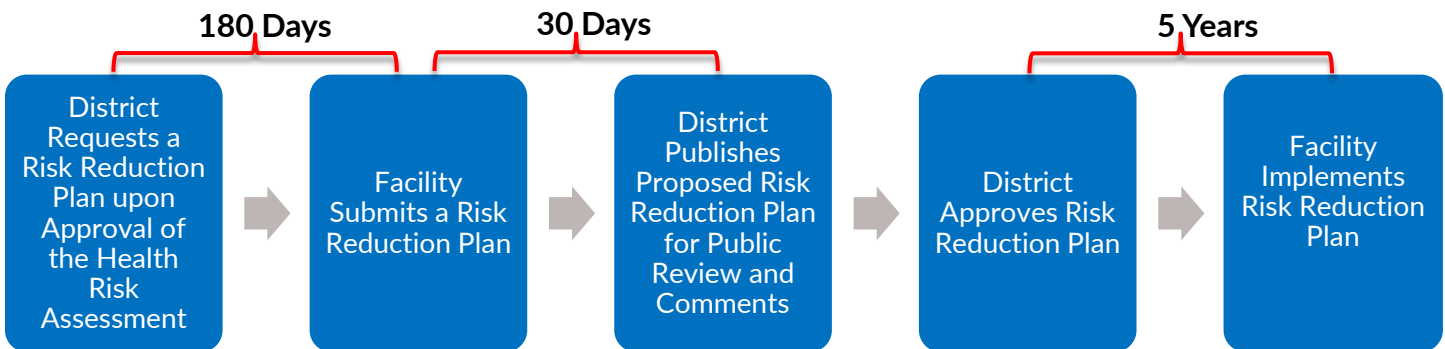 180 Days
30 Days
5 Years
District
Requests a
Risk Reduction
Plan upon
Approval of
the Health
Risk
Assessment
Facility
Submits a Risk
Reduction Plan
District
Publishes
Proposed Risk
Reduction Plan
for Public
Review and
Comments
District
Approves Risk
Reduction Plan
Facility
Implements
Risk Reduction
Plan